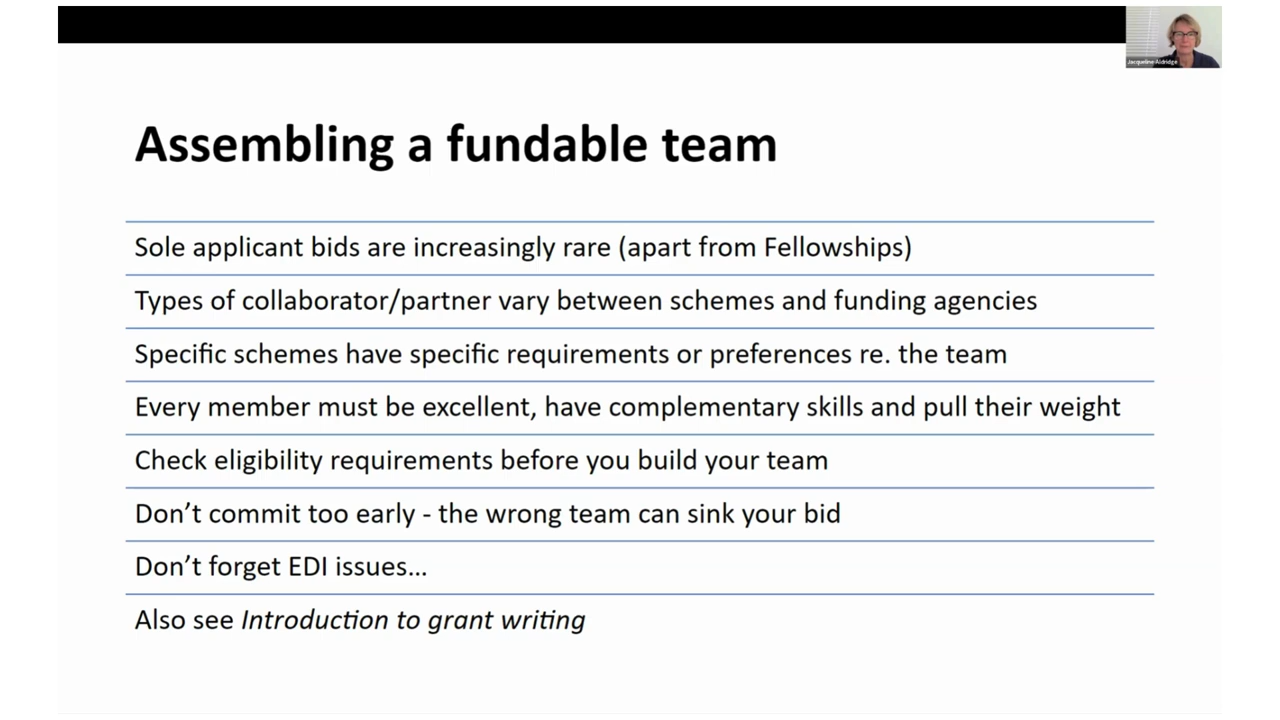 Jacqueline Aldridge
Assembling a fundable team
Sole applicant bids are increasingly rare (apart from Fellowships)
Types of collaborator/partner vary between schemes and funding agencies
Specific schemes have specific requirements or preferences re. the team
Every member must be excellent, have complementary skills and pull their weight
Check eligibility requirements before you build your team
Don’t commit too early - the wrong team can sink your bid
Don’t forget EDI issues…
Also see Introduction to grant writing